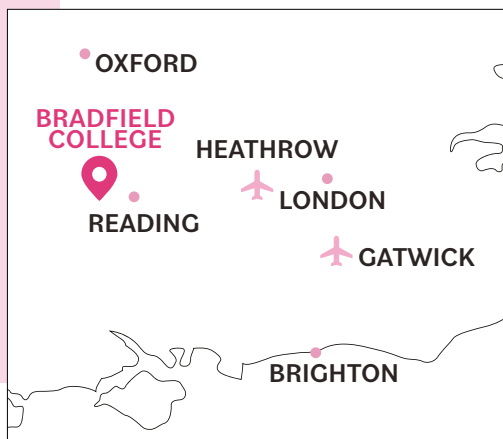 OXFORD
BRADFIELD
COLLEGE
HEATHROW
LONDON
READING
GATWICK
BRIGHTON